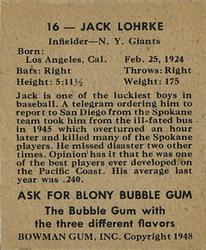 16 — JACK LOHRKE
Infielder—N. Y. Giants
Born:
Los Angeles, Cal. Feb. 25, 1924
Bats: Right Throws: Right
Height: 5:11½ Weight: 175
Jack is one of the luckiest boys in
baseball. A telegram ordering him to
report to San Diego from the Spokane
team took him from the ill-fated bus
in 1945 which overturned an hour
later and killed many of the Spokane
players. He missed disaster two other
times. Opinion has it that he was one
of the best players ever developed on
the Pacific Coast. His average last
year was .240.
ASK FOR BLONY BUBBLE GUM
The Bubble Gum with
the three different flavors
BOWMAN GUM, INC. Copyright 1948